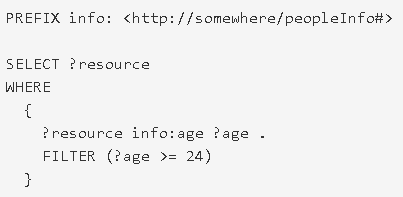 PREFIX info: <http://somewhere/peopleInfo#>
SELECT ?resource
WHERE
{
?resource info:age ?age .
FILTER (?age >= 24)
}